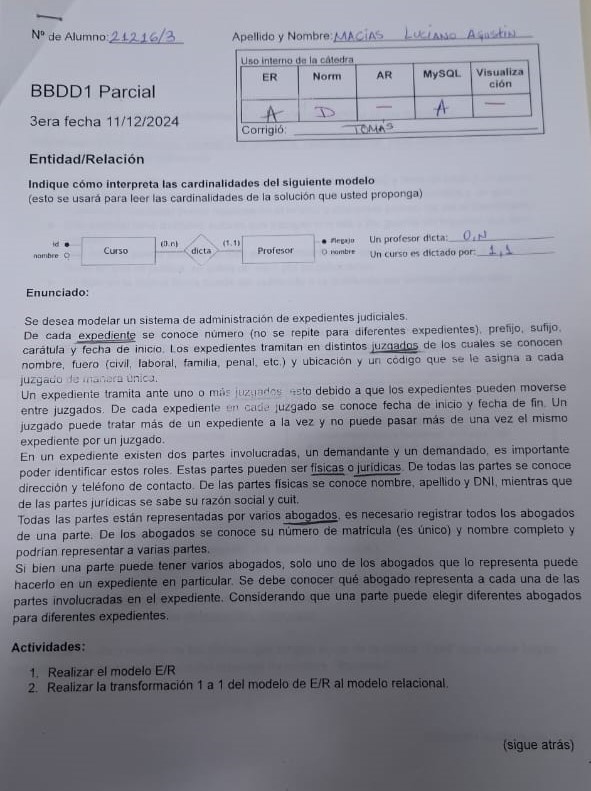 Nº de Alumno: 21216/3
Apellido y Nombre: MACIAS LUCIANO AGOSTIN
Uso interno de la cátedra
ER Norm AR MySQL Visualiza
ción
A D — A —
Corrigió: TOMAS
BBDD1 Parcial
3era fecha 11/12/2024
Entidad/Relación
Indique cómo interpreta las cardinalidades del siguiente modelo
(esto se usará para leer las cardinalidades de la solución que usted proponga)
id
nombre
Curso
(0,n)
dicta
(1,1)
Profesor
#legajo
nombre
Un profesor dicta: 0,N
Un curso es dictado por: 1,1
Enunciado:
Se desea modelar un sistema de administración de expedientes judiciales.
De cada expediente se conoce número (no se repite para diferentes expedientes), prefijo, sufijo,
carátula y fecha de inicio. Los expedientes tramitan en distintos juzgados de los cuales se conocen
nombre, fuero (civil, laboral, familia, penal, etc.) y ubicación y un código que se le asigna a cada
juzgado de manera única.
Un expediente tramita ante uno o más juzgados, esto debido a que los expedientes pueden moverse
entre juzgados. De cada expediente en cada juzgado se conoce fecha de inicio y fecha de fin. Un
juzgado puede tratar más de un expediente a la vez y no puede pasar más de una vez el mismo
expediente por un juzgado.
En un expediente existen dos partes involucradas, un demandante y un demandado, es importante
poder identificar estos roles. Estas partes pueden ser físicas o jurídicas. De todas las partes se conoce
dirección y teléfono de contacto. De las partes físicas se conoce nombre, apellido y DNI, mientras que
de las partes jurídicas se sabe su razón social y cuit.
Todas las partes están representadas por varios abogados, es necesario registrar todos los abogados
de una parte. De los abogados se conoce su número de matrícula (es único) y nombre completo y
podrían representar a varias partes.
Si bien una parte puede tener varios abogados, solo uno de los abogados que lo representa puede
hacerlo en un expediente en particular. Se debe conocer qué abogado representa a cada una de las
partes involucradas en el expediente. Considerando que una parte puede elegir diferentes abogados
para diferentes expedientes.
Actividades:
1. Realizar el modelo E/R
2. Realizar la transformación 1 a 1 del modelo de E/R al modelo relacional.
(sigue atrás)